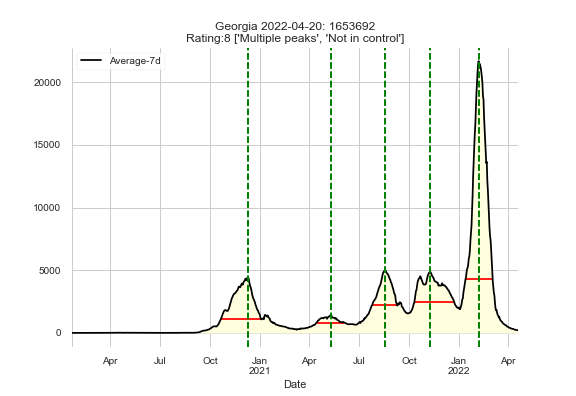 Georgia 2022-04-20: 1653692
Rating:8 ['Multiple peaks', 'Not in control']
Average-7d
20000
15000
10000
5000
0
Apr Jul Oct Jan Apr Jul Oct Jan Apr
2021 2022
Date